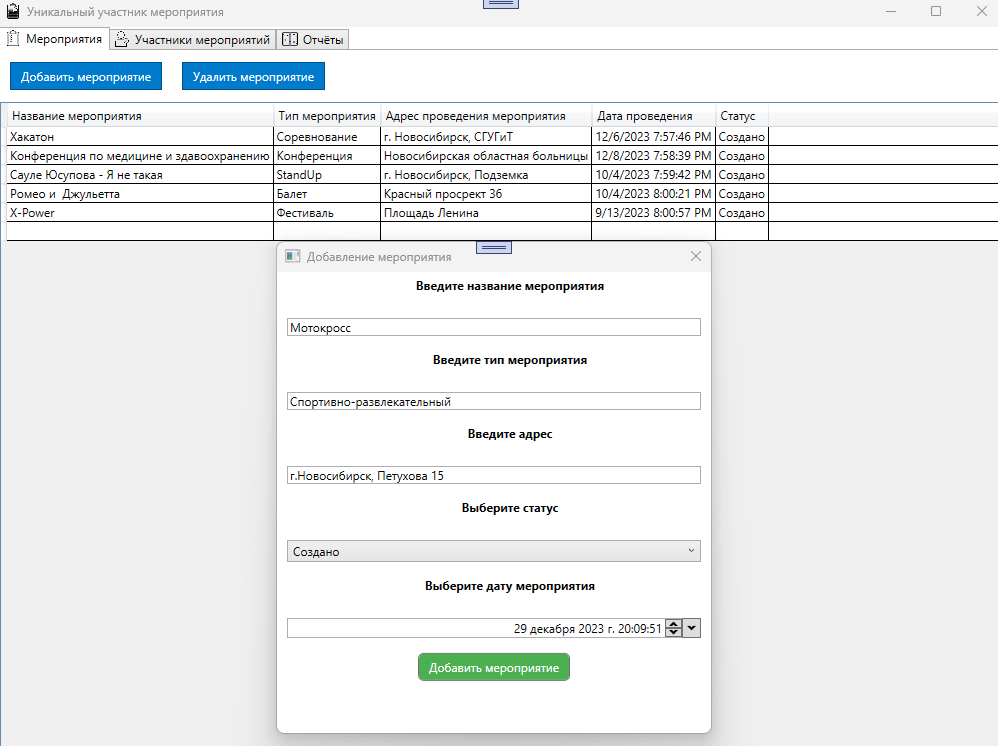 Уникальный участник мероприятия
Мероприятия Участники мероприятий Отчёты
Добавить мероприятие Удалить мероприятие
Название мероприятия Тип мероприятия Адрес проведения мероприятия Дата проведения Статус
Хакатон Соревнование г. Новосибирск, СГУГиТ 12/6/2023 7:57:46 PM Создано
Конференция по медицине и здавоохранению Конференция Новосибирская областная больницы 12/8/2023 7:58:39 PM Создано
Сауле Юсупова - Я не такая StandUp г. Новосибирск, Подземка 10/4/2023 7:59:42 PM Создано
Ромео и Джульетта Балет Красный просрект 36 10/4/2023 8:00:21 PM Создано
X-Power Фестиваль Площадь Ленина 9/13/2023 8:00:57 PM Создано
Добавление мероприятия
Введите название мероприятия
Мотокросс
Введите тип мероприятия
Спортивно-развлекательный
Введите адрес
г.Новосибирск, Петухова 15
Выберите статус
Создано
Выберите дату мероприятия
29 декабря 2023 г. 20:09:51
Добавить мероприятие